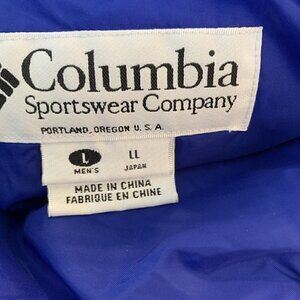 Columbia
Sportswear Company
PORTLAND, OREGON U. S. A.
L LL
MEN'S JAPAN
MADE IN CHINA
FABRIQUE EN CHINE